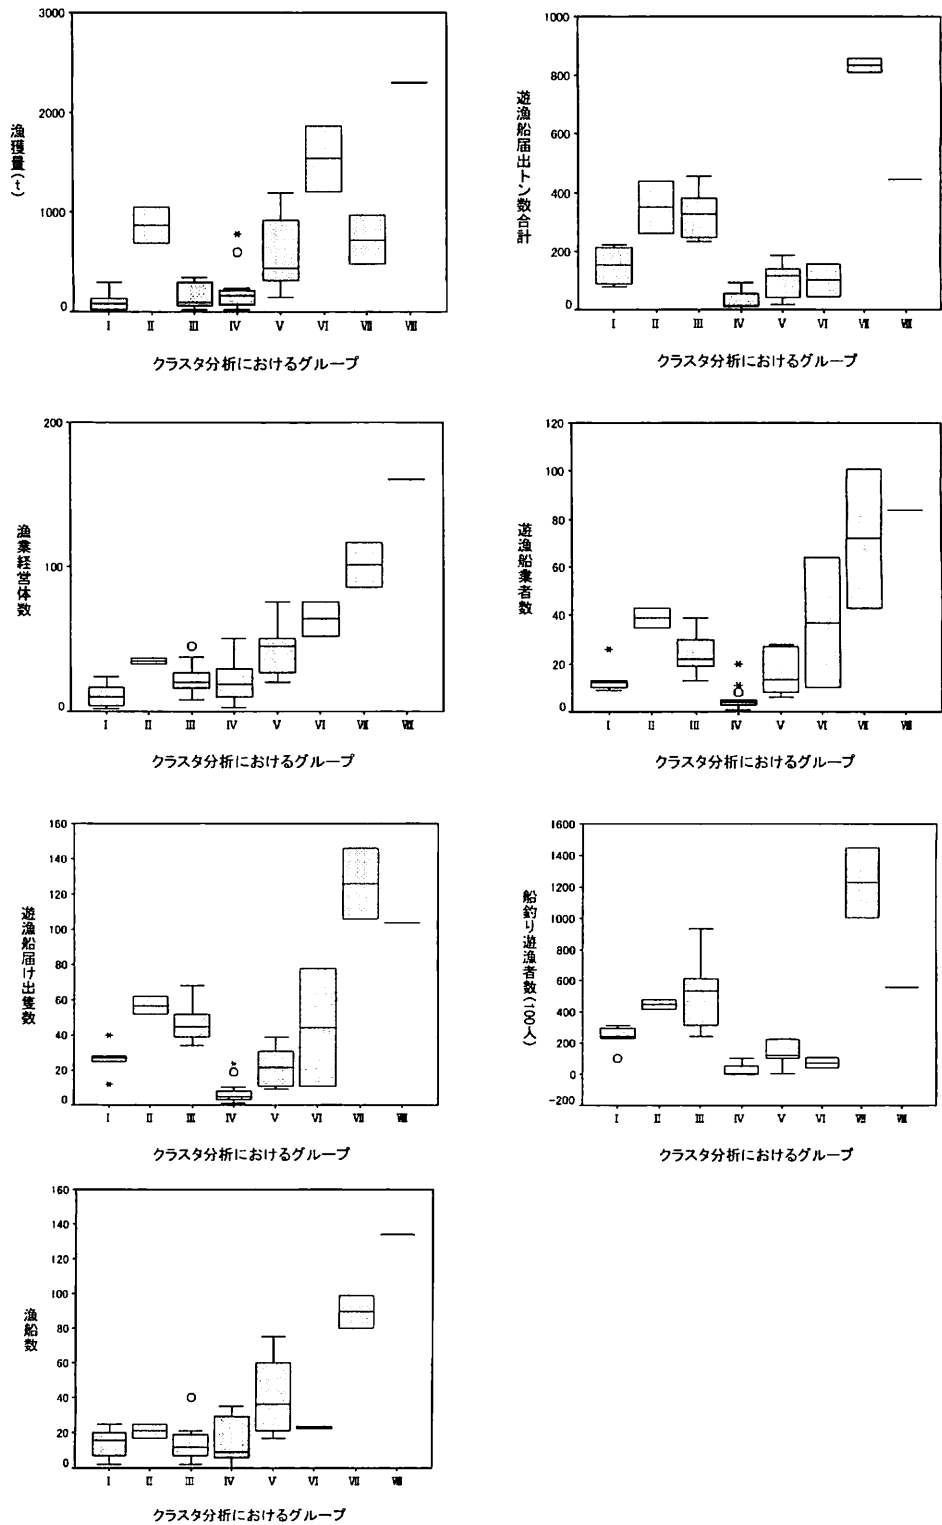 漁獲量(t)
3000
2000
1000
0
I II III IV V VI VII VIII
クラスタ分析におけるグループ
遊漁船届出トン数合計
1000
800
600
400
200
0
I II III IV V VI VII VIII
クラスタ分析におけるグループ
漁業経営体数
200
100
0
I II III IV V VI VII VIII
クラスタ分析におけるグループ
遊漁船業者数
120
100
80
60
40
20
0
I II III IV V VI VII VIII
クラスタ分析におけるグループ
遊漁船届け出隻数
160
140
120
100
80
60
40
20
0
I II III IV V VI VII VIII
クラスタ分析におけるグループ
船釣り遊漁者数(100人)
1600
1400
1200
1000
800
600
400
200
0
-200
I II III IV V VI VII VIII
クラスタ分析におけるグループ
漁船数
160
140
120
100
80
60
40
20
0
I II III IV V VI VII VIII
クラスタ分析におけるグループ